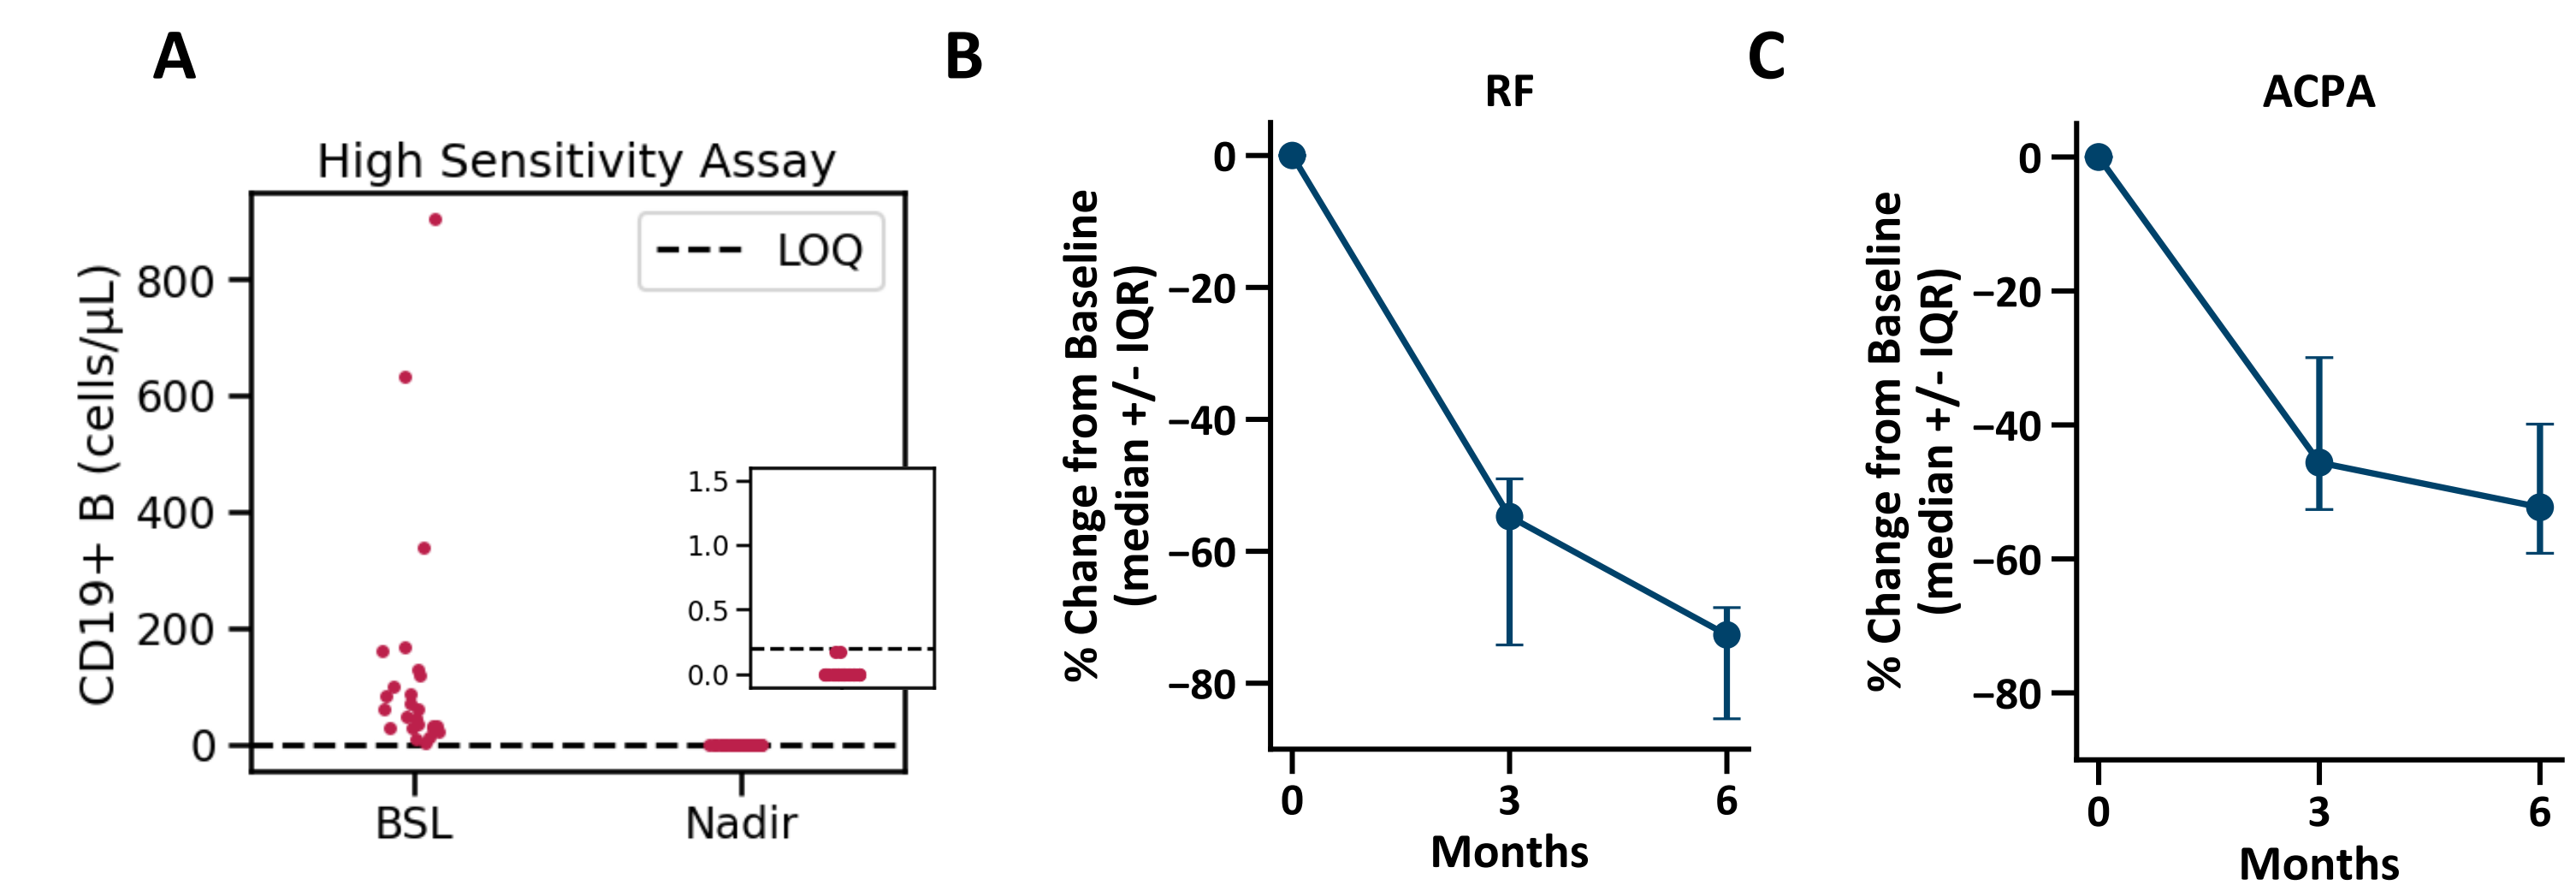 A
High Sensitivity Assay
LOQ
CD19+ B (cells/μL)
800
600
400
200
0
1.5
1.0
0.5
0.0
BSL
Nadir
B
RF
% Change from Baseline
(median +/- IQR)
0
−20
−40
−60
−80
0
3
6
Months
C
ACPA
% Change from Baseline
(median +/- IQR)
0
−20
−40
−60
−80
0
3
6
Months